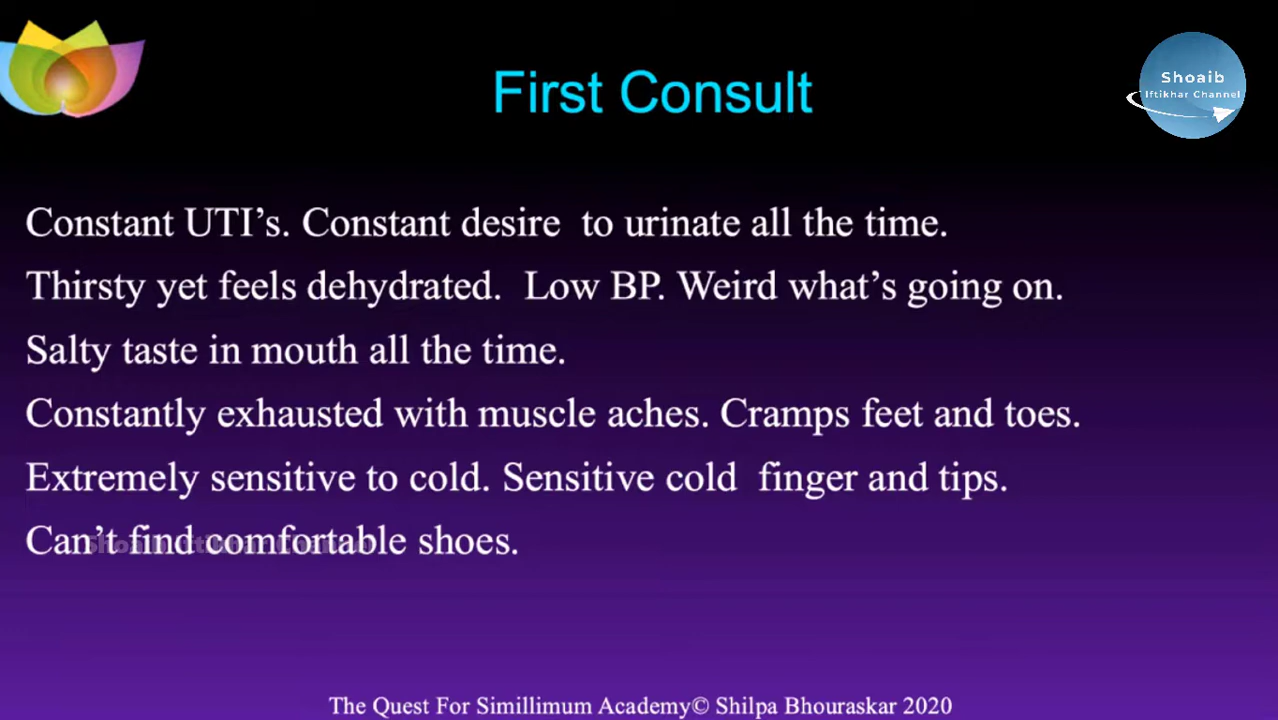 Shoaib
Iftikhar Channel
First Consult
Constant UTI’s. Constant desire to urinate all the time.
Thirsty yet feels dehydrated. Low BP. Weird what’s going on.
Salty taste in mouth all the time.
Constantly exhausted with muscle aches. Cramps feet and toes.
Extremely sensitive to cold. Sensitive cold finger and tips.
Can’t find comfortable shoes.
Shoaib Iftikhar Channel
The Quest For Simillimum Academy© Shilpa Bhouraskar 2020